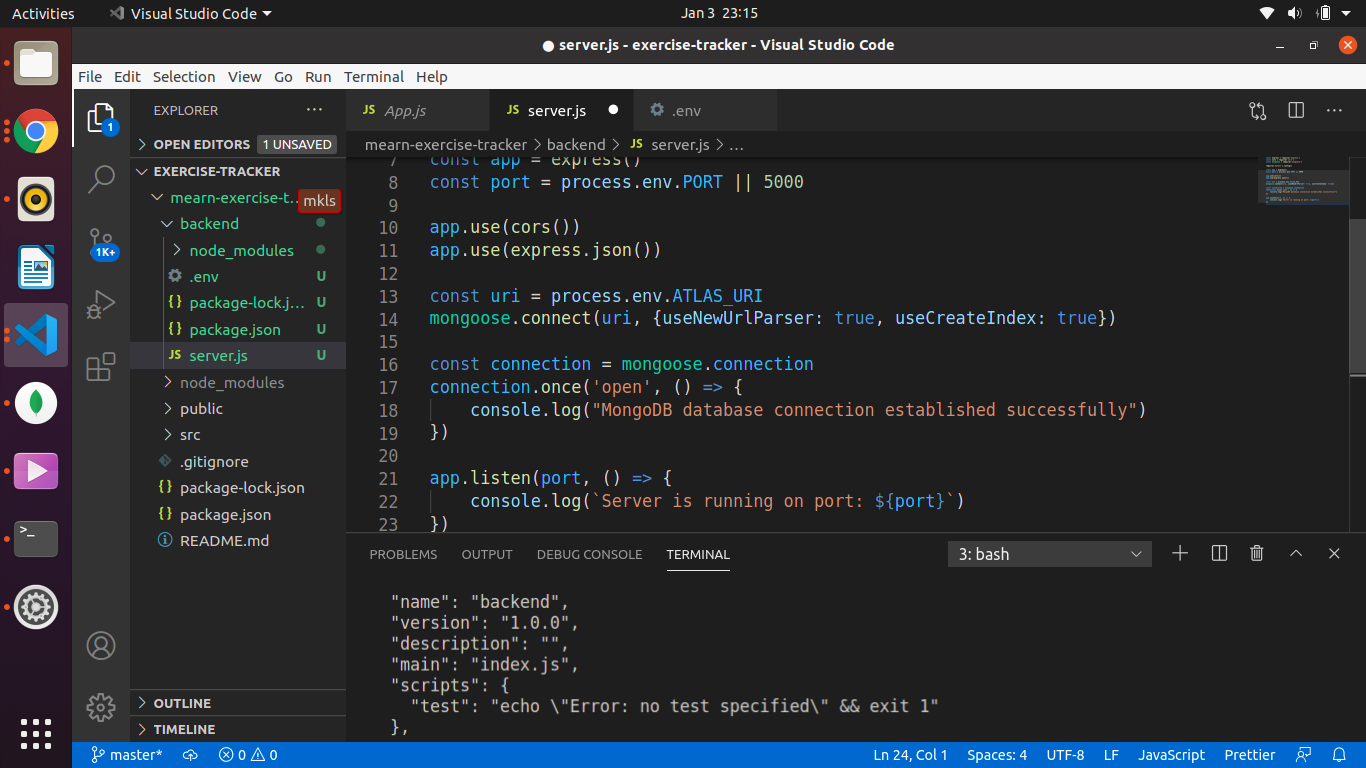 Activities Visual Studio Code Jan 3 23:15
● server.js - exercise-tracker - Visual Studio Code
File Edit Selection View Go Run Terminal Help
EXPLORER ...
OPEN EDITORS 1 UNSAVED
EXERCISE-TRACKER
mearn-exercise-t... mkls
backend
node_modules
.env U
package-lock.j... U
package.json U
JS server.js U
node_modules
public
src
.gitignore
package-lock.json
package.json
README.md
OUTLINE
TIMELINE
1
1K+
JS App.js JS server.js ● .env
mearn-exercise-tracker > backend > JS server.js > ...
7 const app = express()
8 const port = process.env.PORT || 5000
9
10 app.use(cors())
11 app.use(express.json())
12
13 const uri = process.env.ATLAS_URI
14 mongoose.connect(uri, {useNewUrlParser: true, useCreateIndex: true})
15
16 const connection = mongoose.connection
17 connection.once('open', () => {
18 console.log("MongoDB database connection established successfully")
19 })
20
21 app.listen(port, () => {
22 console.log(`Server is running on port: ${port}`)
23 })
PROBLEMS OUTPUT DEBUG CONSOLE TERMINAL 3: bash
"name": "backend",
"version": "1.0.0",
"description": "",
"main": "index.js",
"scripts": {
"test": "echo \"Error: no test specified\" && exit 1"
},
master* 0 0 Ln 24, Col 1 Spaces: 4 UTF-8 LF JavaScript Prettier